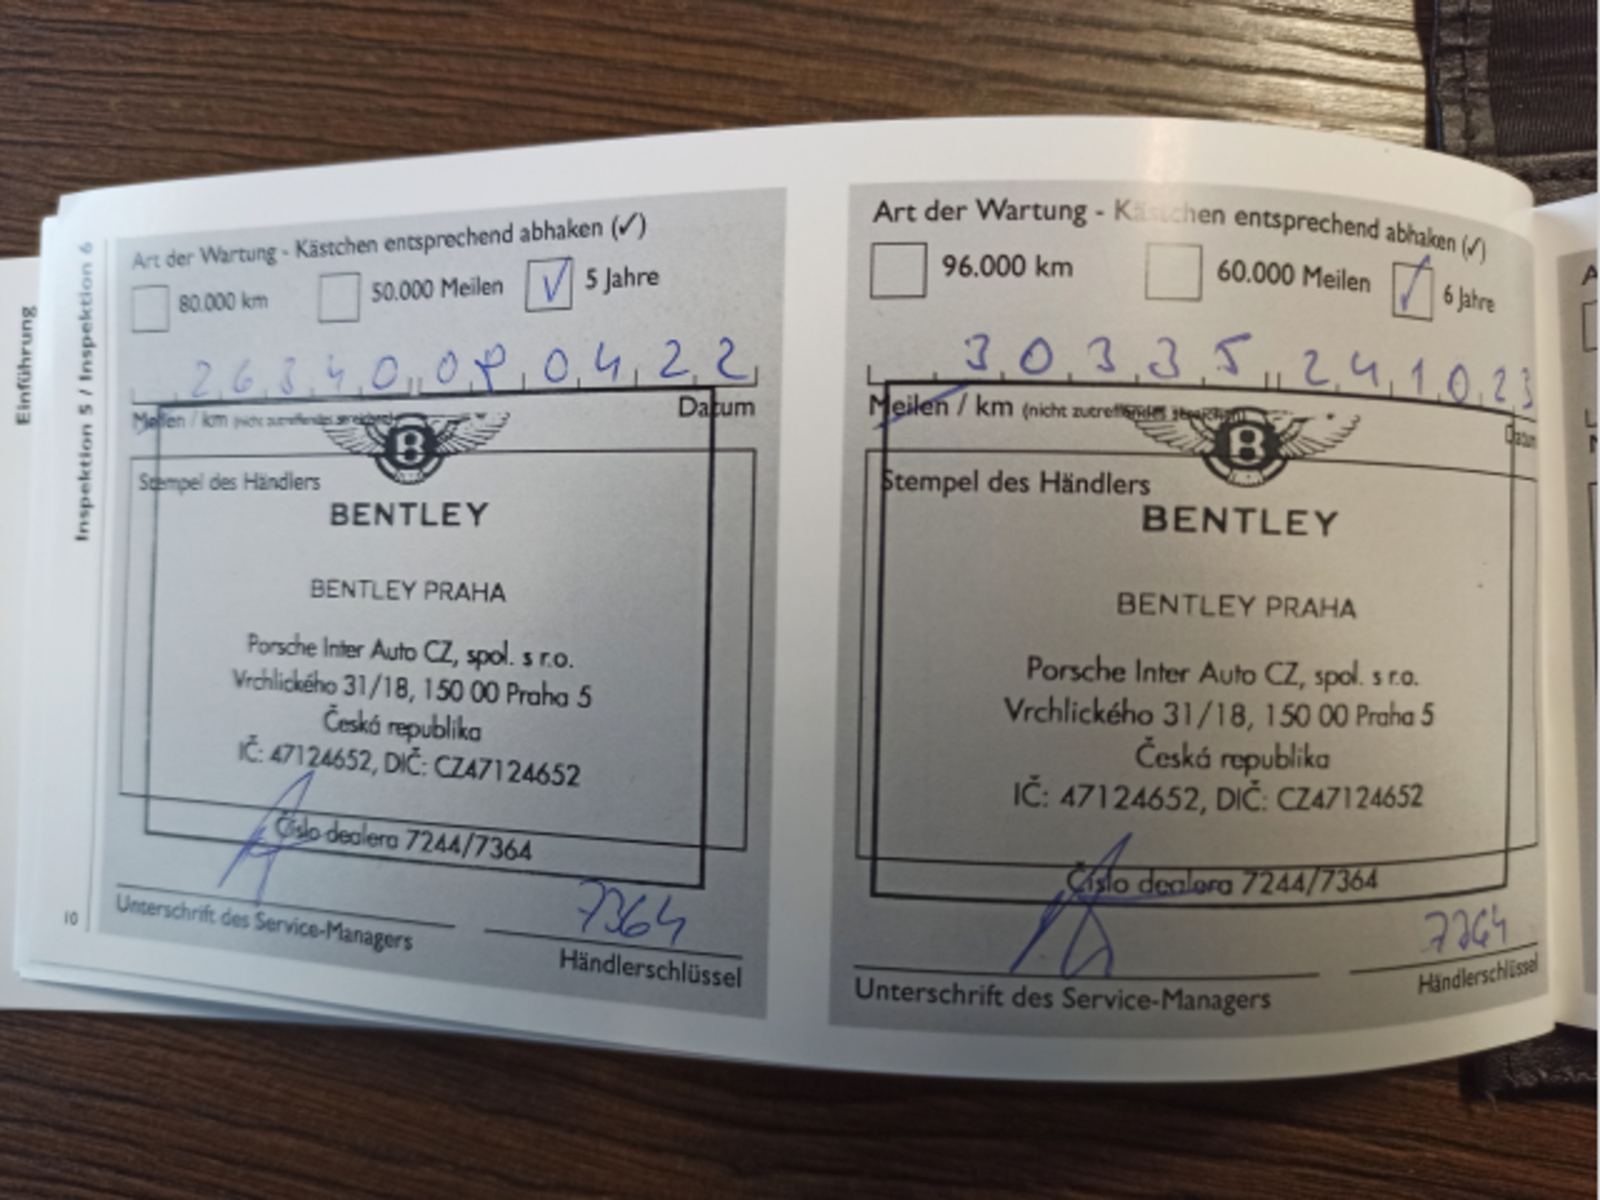 Einführung
Inspektion 5 / Inspektion 6
10
Art der Wartung - Kästchen entsprechend abhaken (✓)
80.000 km
50.000 Meilen
✓ 5 Jahre
26340 08 04 22
Meilen / km (nicht zutreffendes streichen)
Datum
Stempel des Händlers
B
BENTLEY
BENTLEY PRAHA
Porsche Inter Auto CZ, spol. s r.o.
Vrchlického 31/18, 150 00 Praha 5
Česká republika
IČ: 47124652, DIČ: CZ47124652
Číslo dealera 7244/7364
7364
Unterschrift des Service-Managers
Händlerschlüssel
Art der Wartung - Kästchen entsprechend abhaken (✓)
96.000 km
60.000 Meilen
✓ 6 Jahre
30335 24 10 23
Meilen / km (nicht zutreffendes streichen)
Datum
Stempel des Händlers
B
BENTLEY
BENTLEY PRAHA
Porsche Inter Auto CZ, spol. s r.o.
Vrchlického 31/18, 150 00 Praha 5
Česká republika
IČ: 47124652, DIČ: CZ47124652
Číslo dealera 7244/7364
7364
Unterschrift des Service-Managers
Händlerschlüssel